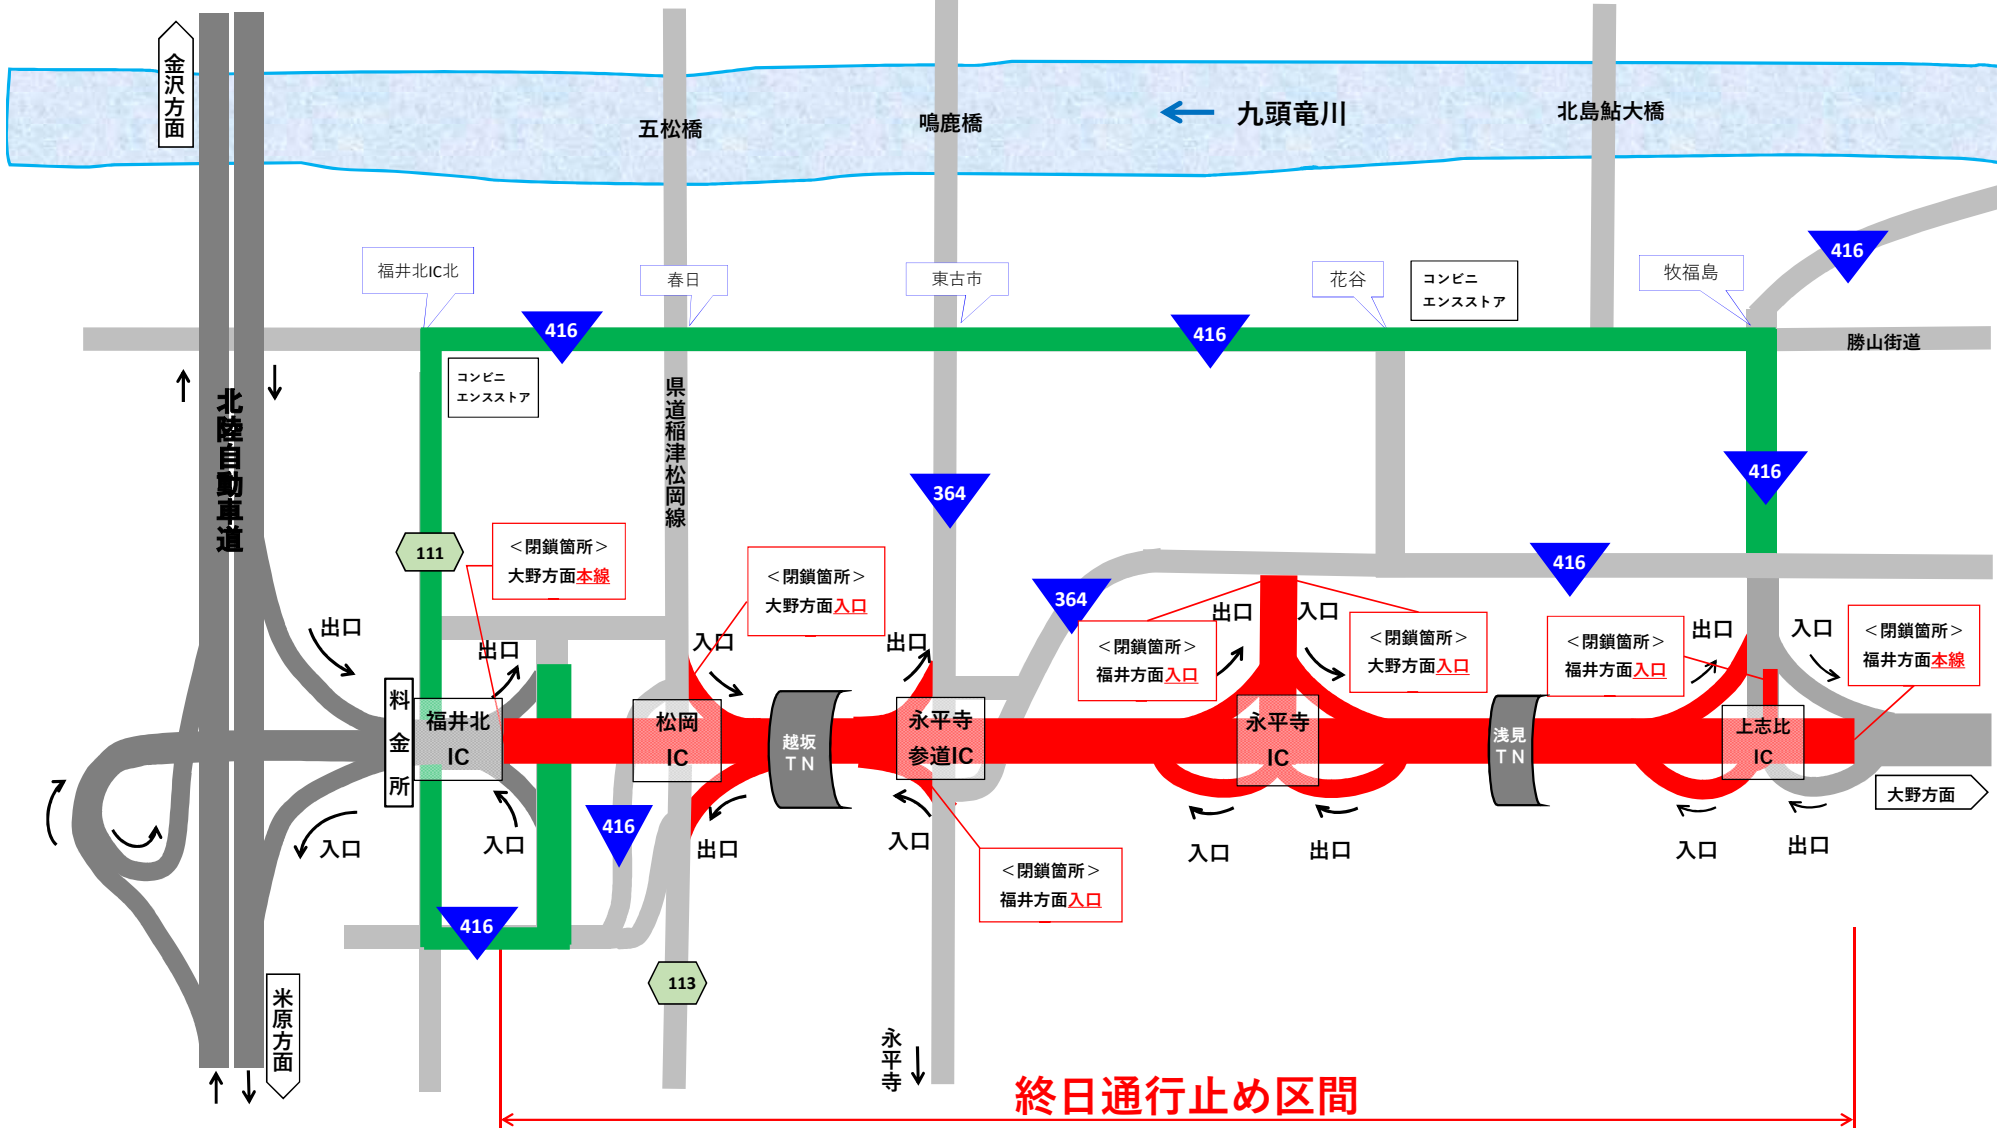 金沢方面
五松橋
鳴鹿橋
九頭竜川
北島鮎大橋
福井北IC北
春日
東古市
花谷
コンビニ
エンスストア
牧福島
416
416
416
勝山街道
コンビニ
エンスストア
北陸自動車道
県道稲津松岡線
364
416
111
＜閉鎖箇所＞
大野方面本線
＜閉鎖箇所＞
大野方面入口
416
364
出口
出口
入口
出口
出口
入口
＜閉鎖箇所＞
福井方面入口
＜閉鎖箇所＞
大野方面入口
＜閉鎖箇所＞
福井方面入口
出口
入口
＜閉鎖箇所＞
福井方面本線
料金所
福井北
IC
松岡
IC
越坂
TN
永平寺
参道IC
永平寺
IC
浅見
TN
上志比
IC
大野方面
入口
入口
416
出口
入口
入口
出口
入口
出口
＜閉鎖箇所＞
福井方面入口
416
113
米原方面
永平寺
終日通行止め区間